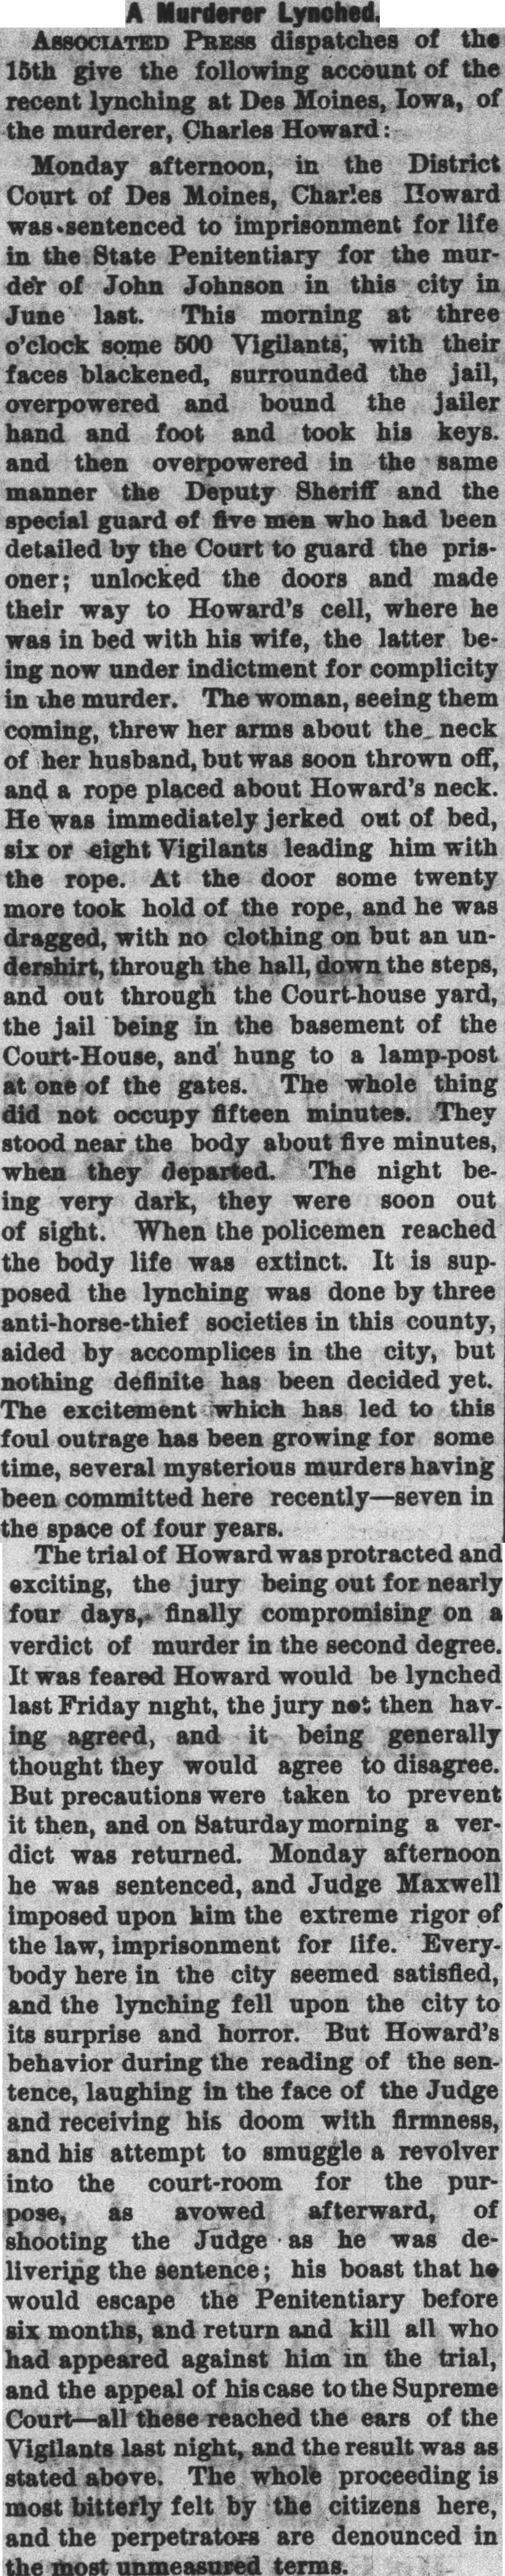 A Murderer Lynched.
ASSOCIATED PRESS dispatches of the
15th give the following account of the
recent lynching at Des Moines, Iowa, of
the murderer, Charles Howard:
Monday afternoon, in the District
Court of Des Moines, Charles Howard
was sentenced to imprisonment for life
in the State Penitentiary for the mur-
der of John Johnson in this city in
June last. This morning at three
o'clock some 500 Vigilants, with their
faces blackened, surrounded the jail,
overpowered and bound the jailer
hand and foot and took his keys.
and then overpowered in the same
manner the Deputy Sheriff and the
special guard of five men who had been
detailed by the Court to guard the pris-
oner; unlocked the doors and made
their way to Howard's cell, where he
was in bed with his wife, the latter be-
ing now under indictment for complicity
in the murder. The woman, seeing them
coming, threw her arms about the neck
of her husband, but was soon thrown off,
and a rope placed about Howard's neck.
He was immediately jerked out of bed,
six or eight Vigilants leading him with
the rope. At the door some twenty
more took hold of the rope, and he was
dragged, with no clothing on but an un-
dershirt, through the hall, down the steps,
and out through the Court-house yard,
the jail being in the basement of the
Court-House, and hung to a lamp-post
at one of the gates. The whole thing
did not occupy fifteen minutes. They
stood near the body about five minutes,
when they departed. The night be-
ing very dark, they were soon out
of sight. When the policemen reached
the body life was extinct. It is sup-
posed the lynching was done by three
anti-horse-thief societies in this county,
aided by accomplices in the city, but
nothing definite has been decided yet.
The excitement which has led to this
foul outrage has been growing for some
time, several mysterious murders having
been committed here recently—seven in
the space of four years.
The trial of Howard was protracted and
exciting, the jury being out for nearly
four days, finally compromising on a
verdict of murder in the second degree.
It was feared Howard would be lynched
last Friday night, the jury not then hav-
ing agreed, and it being generally
thought they would agree to disagree.
But precautions were taken to prevent
it then, and on Saturday morning a ver-
dict was returned. Monday afternoon
he was sentenced, and Judge Maxwell
imposed upon him the extreme rigor of
the law, imprisonment for life. Every-
body here in the city seemed satisfied,
and the lynching fell upon the city to
its surprise and horror. But Howard's
behavior during the reading of the sen-
tence, laughing in the face of the Judge
and receiving his doom with firmness,
and his attempt to smuggle a revolver
into the court-room for the pur-
pose, as avowed afterward, of
shooting the Judge as he was de-
livering the sentence; his boast that he
would escape the Penitentiary before
six months, and return and kill all who
had appeared against him in the trial,
and the appeal of his case to the Supreme
Court—all these reached the ears of the
Vigilants last night, and the result was as
stated above. The whole proceeding is
most bitterly felt by the citizens here,
and the perpetrators are denounced in
the most unmeasured terms.